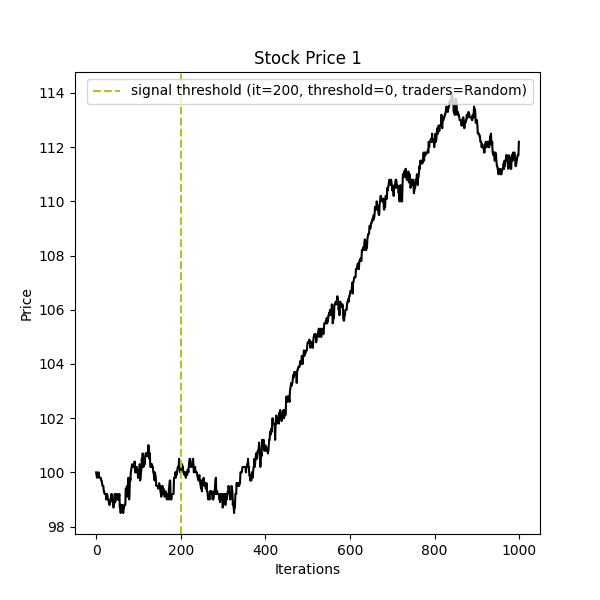 Stock Price 1
signal threshold (it=200, threshold=0, traders=Random)
114
112
110
108
106
104
102
100
98
Price
0 200 400 600 800 1000
Iterations